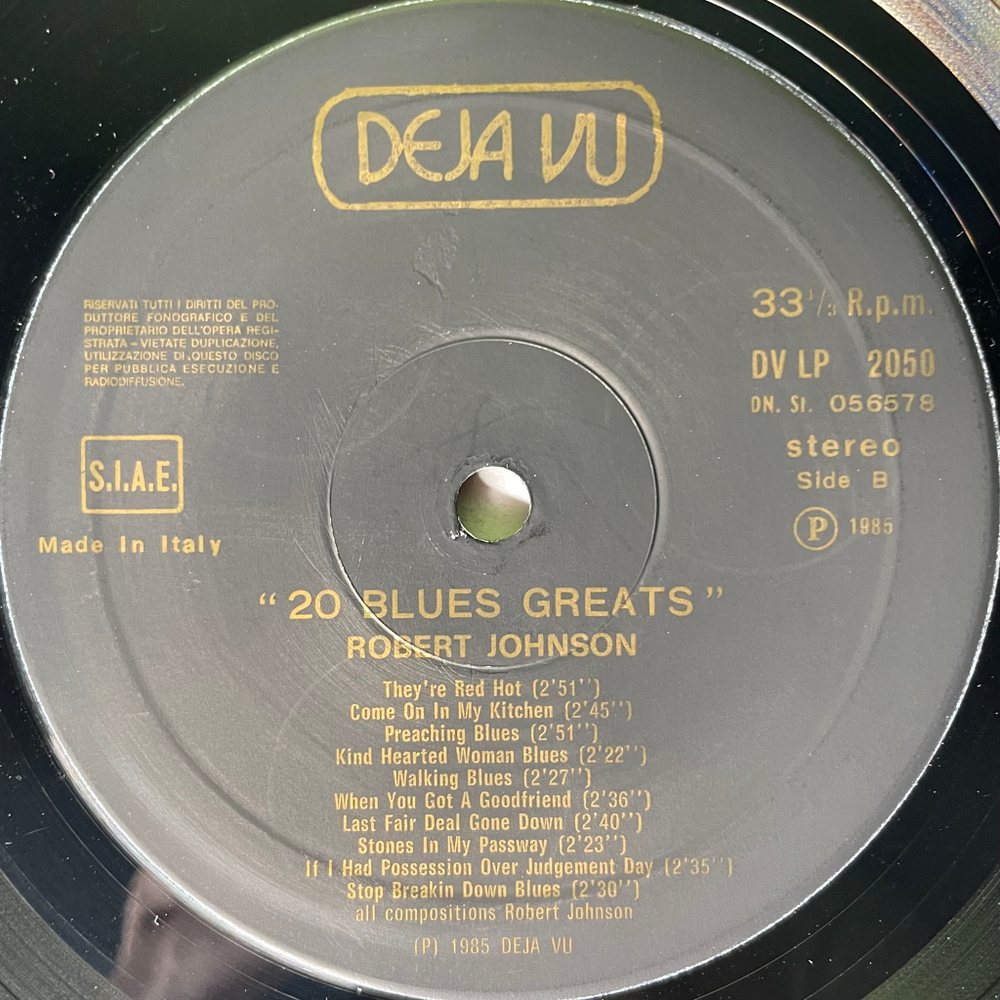 DEJA VU
RISERVATI TUTTI I DIRITTI DEL PRO-
DUTTORE FONOGRAFICO E DEL
PROPRIETARIO DELL'OPERA REGI-
STRATA – VIETATE DUPLICAZIONE,
UTILIZZAZIONE DI QUESTO DISCO
PER PUBBLICA ESECUZIONE E
RADIODIFFUSIONE.
S.I.A.E.
Made In Italy
33 1/3 R.p.m.
DV LP 2050
DN. St. 056578
stereo
Side B
P 1985
“20 BLUES GREATS”
ROBERT JOHNSON
They're Red Hot (2'51'')
Come On In My Kitchen (2'45'')
Preaching Blues (2'51'')
Kind Hearted Woman Blues (2'22'')
Walking Blues (2'27'')
When You Got A Goodfriend (2'36'')
Last Fair Deal Gone Down (2'40'')
Stones In My Passway (2'23'')
If I Had Possession Over Judgement Day (2'35'')
Stop Breakin Down Blues (2'30'')
all compositions Robert Johnson
(P) 1985 DEJA VU